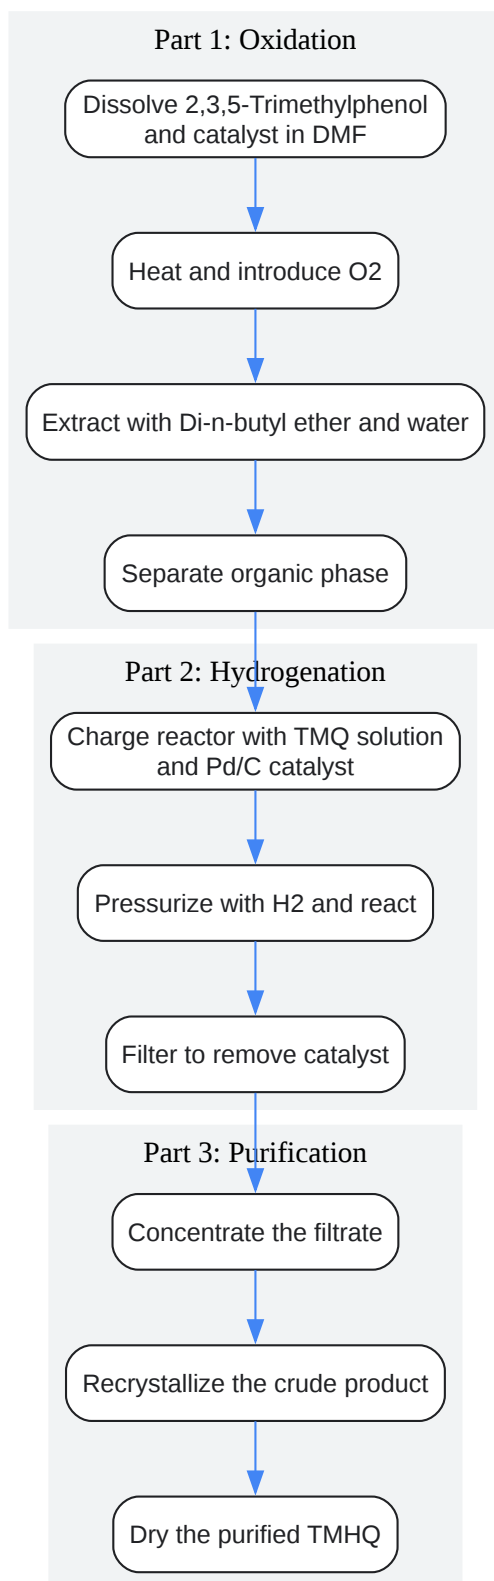 Part 1: Oxidation
Dissolve 2,3,5-Trimethylphenol
and catalyst in DMF
Heat and introduce O2
Extract with Di-n-butyl ether and water
Separate organic phase
Part 2: Hydrogenation
Charge reactor with TMQ solution
and Pd/C catalyst
Pressurize with H2 and react
Filter to remove catalyst
Part 3: Purification
Concentrate the filtrate
Recrystallize the crude product
Dry the purified TMHQ